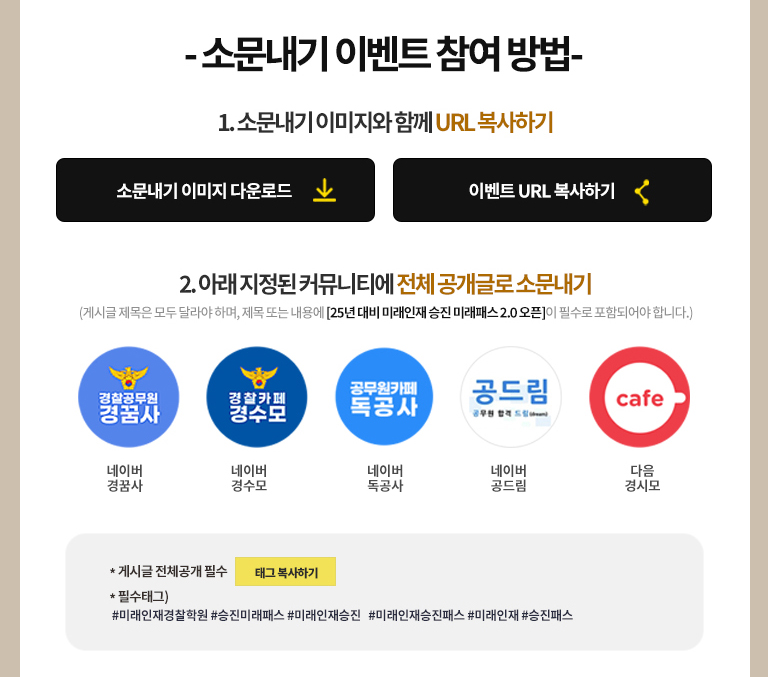 - 소문내기 이벤트 참여 방법-
1. 소문내기 이미지와 함께 URL 복사하기
소문내기 이미지 다운로드
이벤트 URL 복사하기
2. 아래 지정된 커뮤니티에 전체 공개글로 소문내기
(게시글 제목은 모두 달라야 하며, 제목 또는 내용에 [25년 대비 미래인재 승진 미래패스 2.0 오픈]이 필수로 포함되어야 합니다.)
경찰공무원
경꿈사
경찰카페
경수모
공무원카페
독공사
공드림
공무원 합격 드림(dream)
cafe
네이버
경꿈사
네이버
경수모
네이버
독공사
네이버
공드림
다음
경시모
* 게시글 전체공개 필수
태그 복사하기
* 필수태그)
#미래인재경찰학원 #승진미래패스 #미래인재승진 #미래인재승진패스 #미래인재 #승진패스